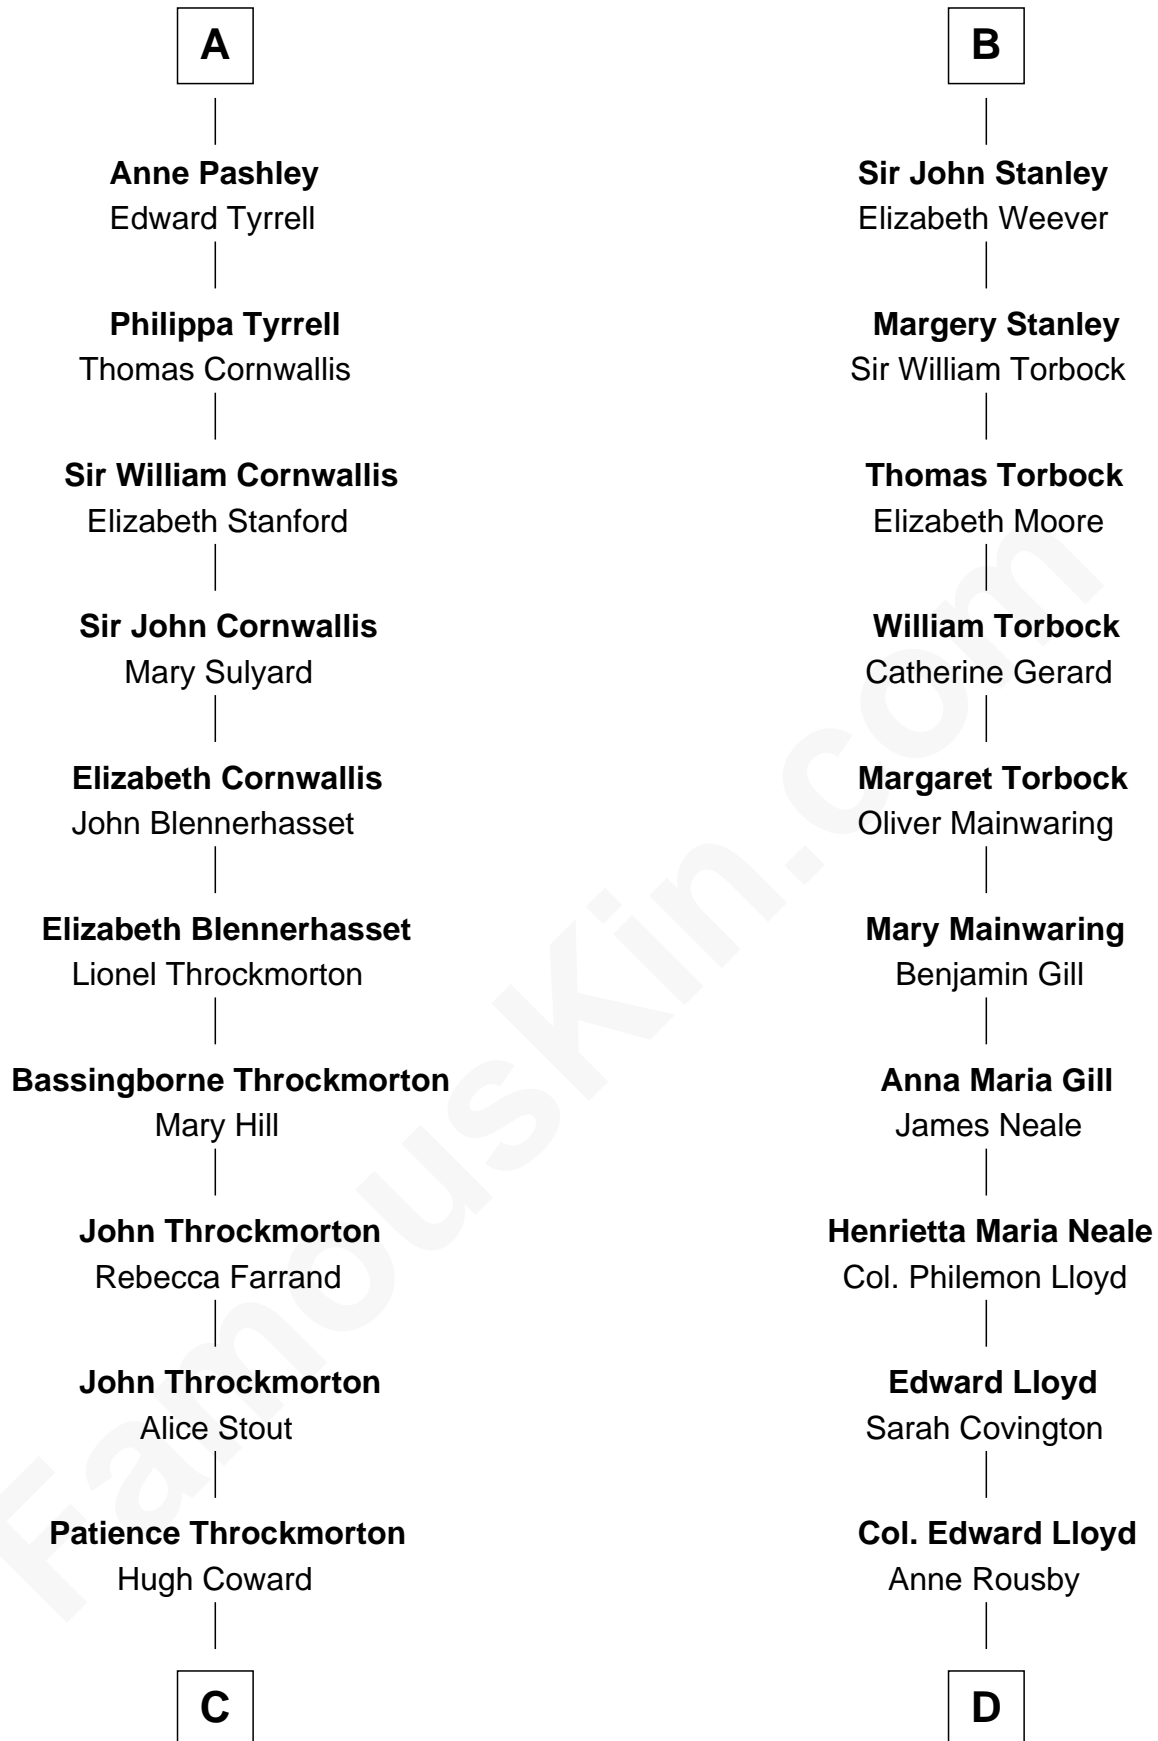 A
Anne Pashley
Edward Tyrrell
Philippa Tyrrell
Thomas Cornwallis
Sir William Cornwallis
Elizabeth Stanford
Sir John Cornwallis
Mary Sulyard
Elizabeth Cornwallis
John Blennerhasset
Elizabeth Blennerhasset
Lionel Throckmorton
Bassingborne Throckmorton
Mary Hill
John Throckmorton
Rebecca Farrand
John Throckmorton
Alice Stout
Patience Throckmorton
Hugh Coward
C
B
Sir John Stanley
Elizabeth Weever
Margery Stanley
Sir William Torbock
Thomas Torbock
Elizabeth Moore
William Torbock
Catherine Gerard
Margaret Torbock
Oliver Mainwaring
Mary Mainwaring
Benjamin Gill
Anna Maria Gill
James Neale
Henrietta Maria Neale
Col. Philemon Lloyd
Edward Lloyd
Sarah Covington
Col. Edward Lloyd
Anne Rousby
D
FamousKin.com